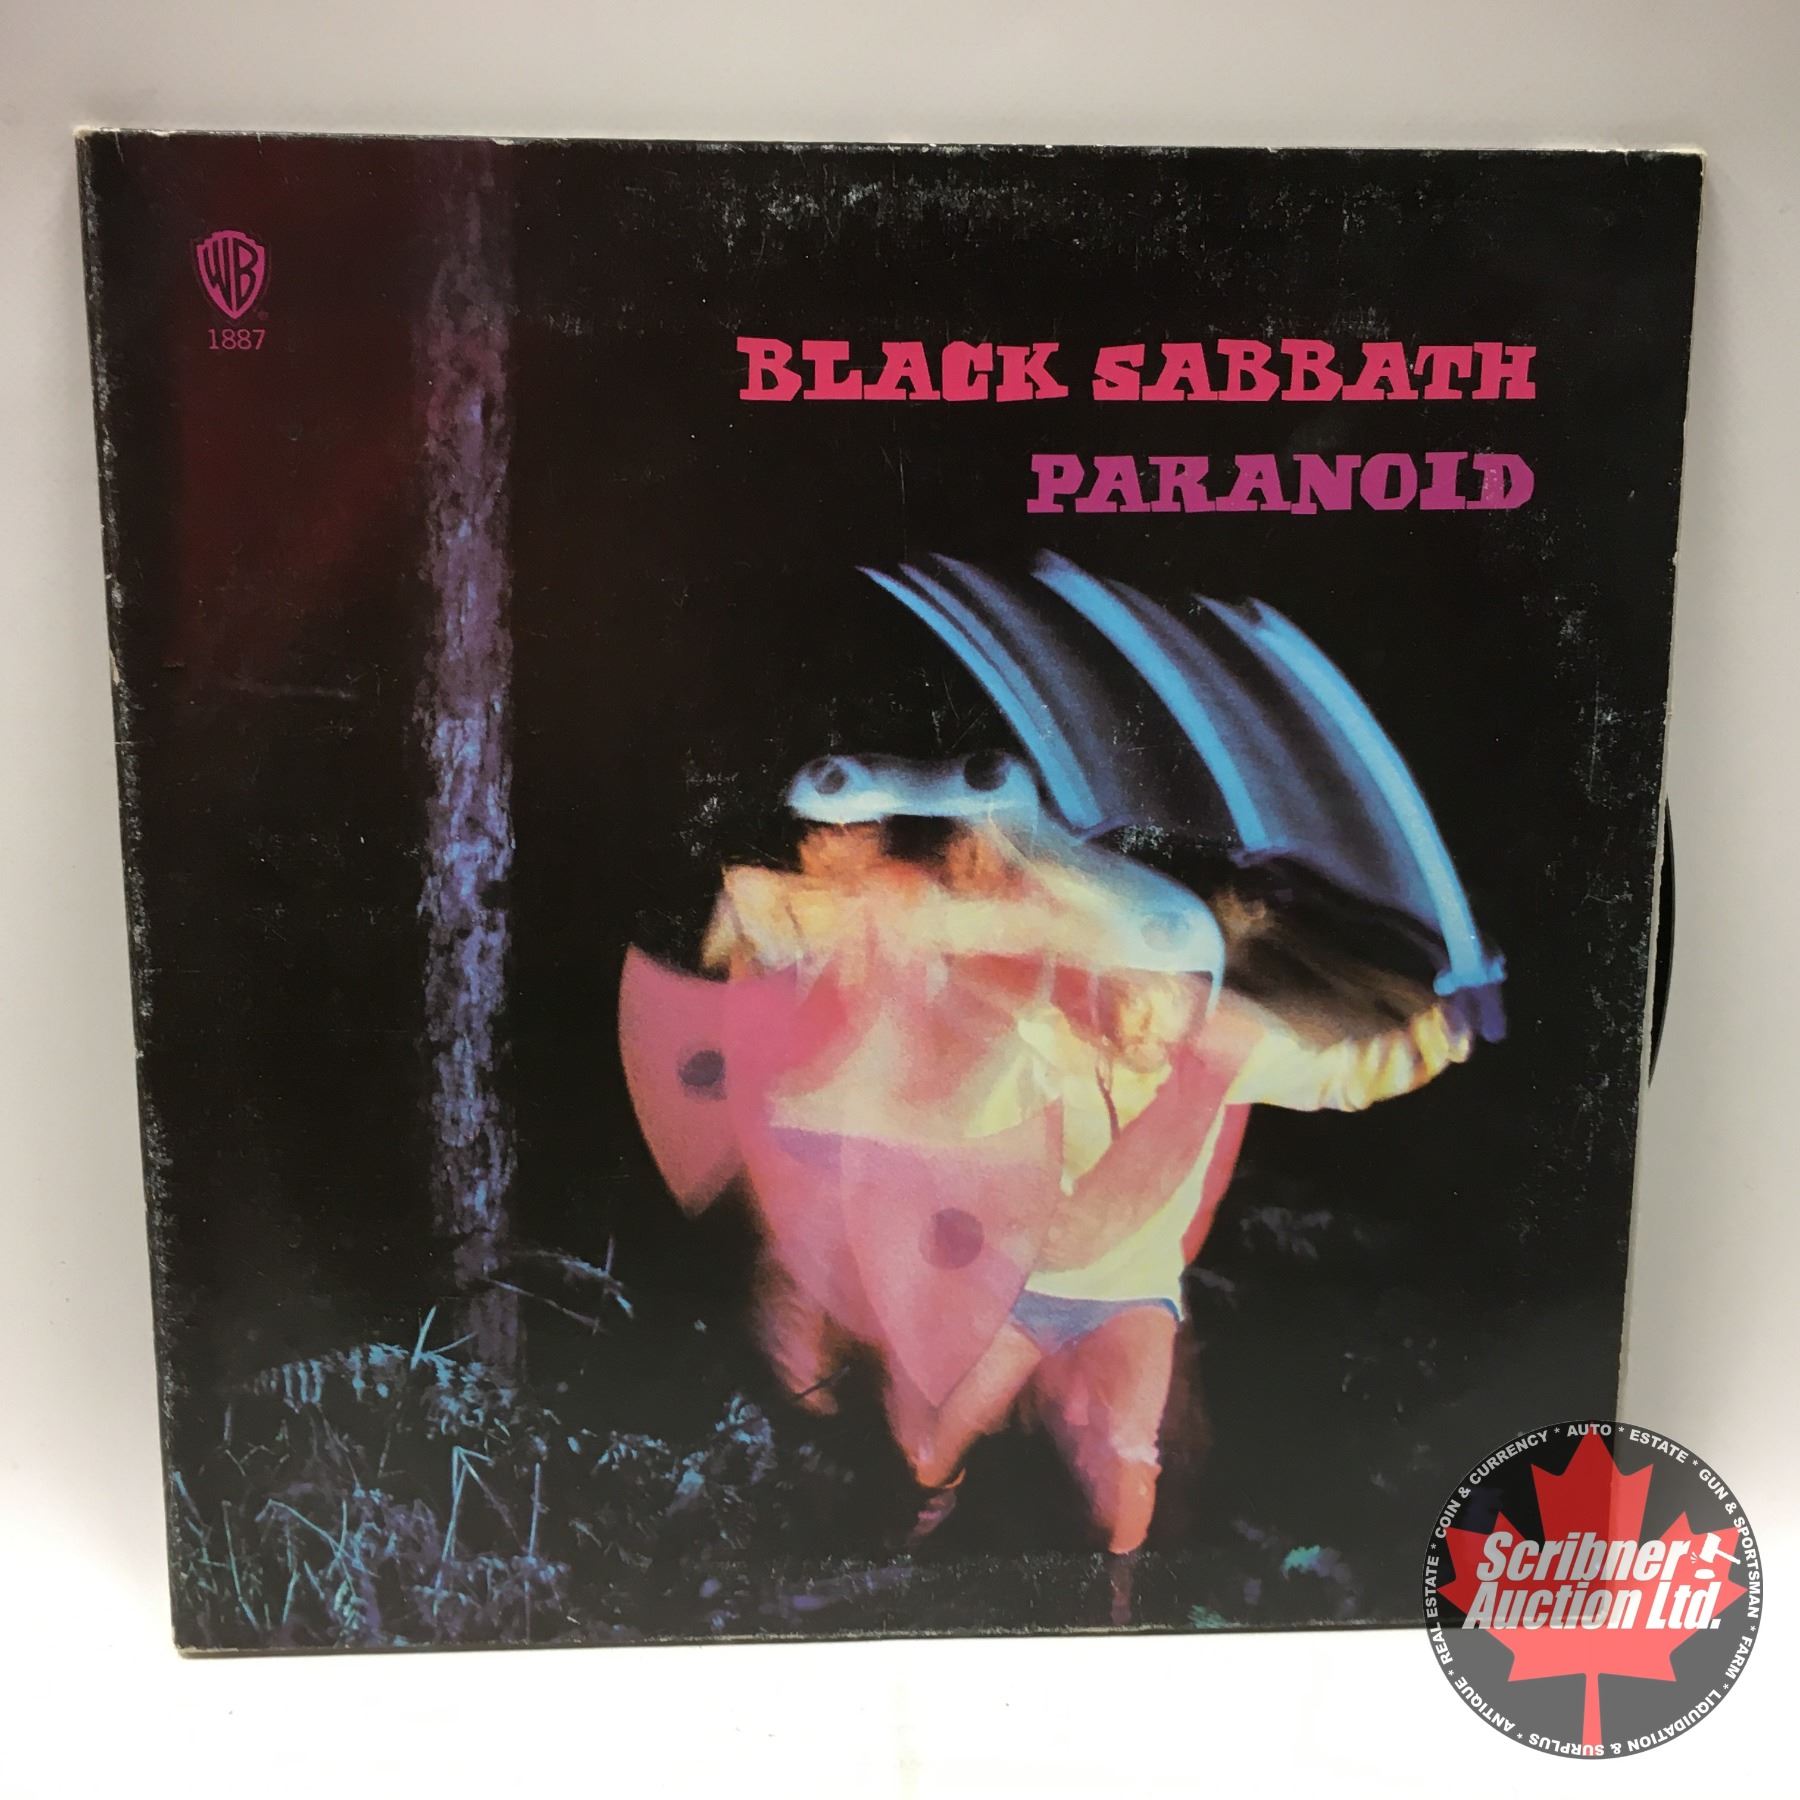 WB
®
1887
BLACK SABBATH
PARANOID
Scribner
Auction Ltd.
REAL ESTATE * COIN & CURRENCY * AUTO * ESTATE * GUN & SPORTSMAN * FARM * LIQUIDATION & SURPLUS * ANTIQUE *